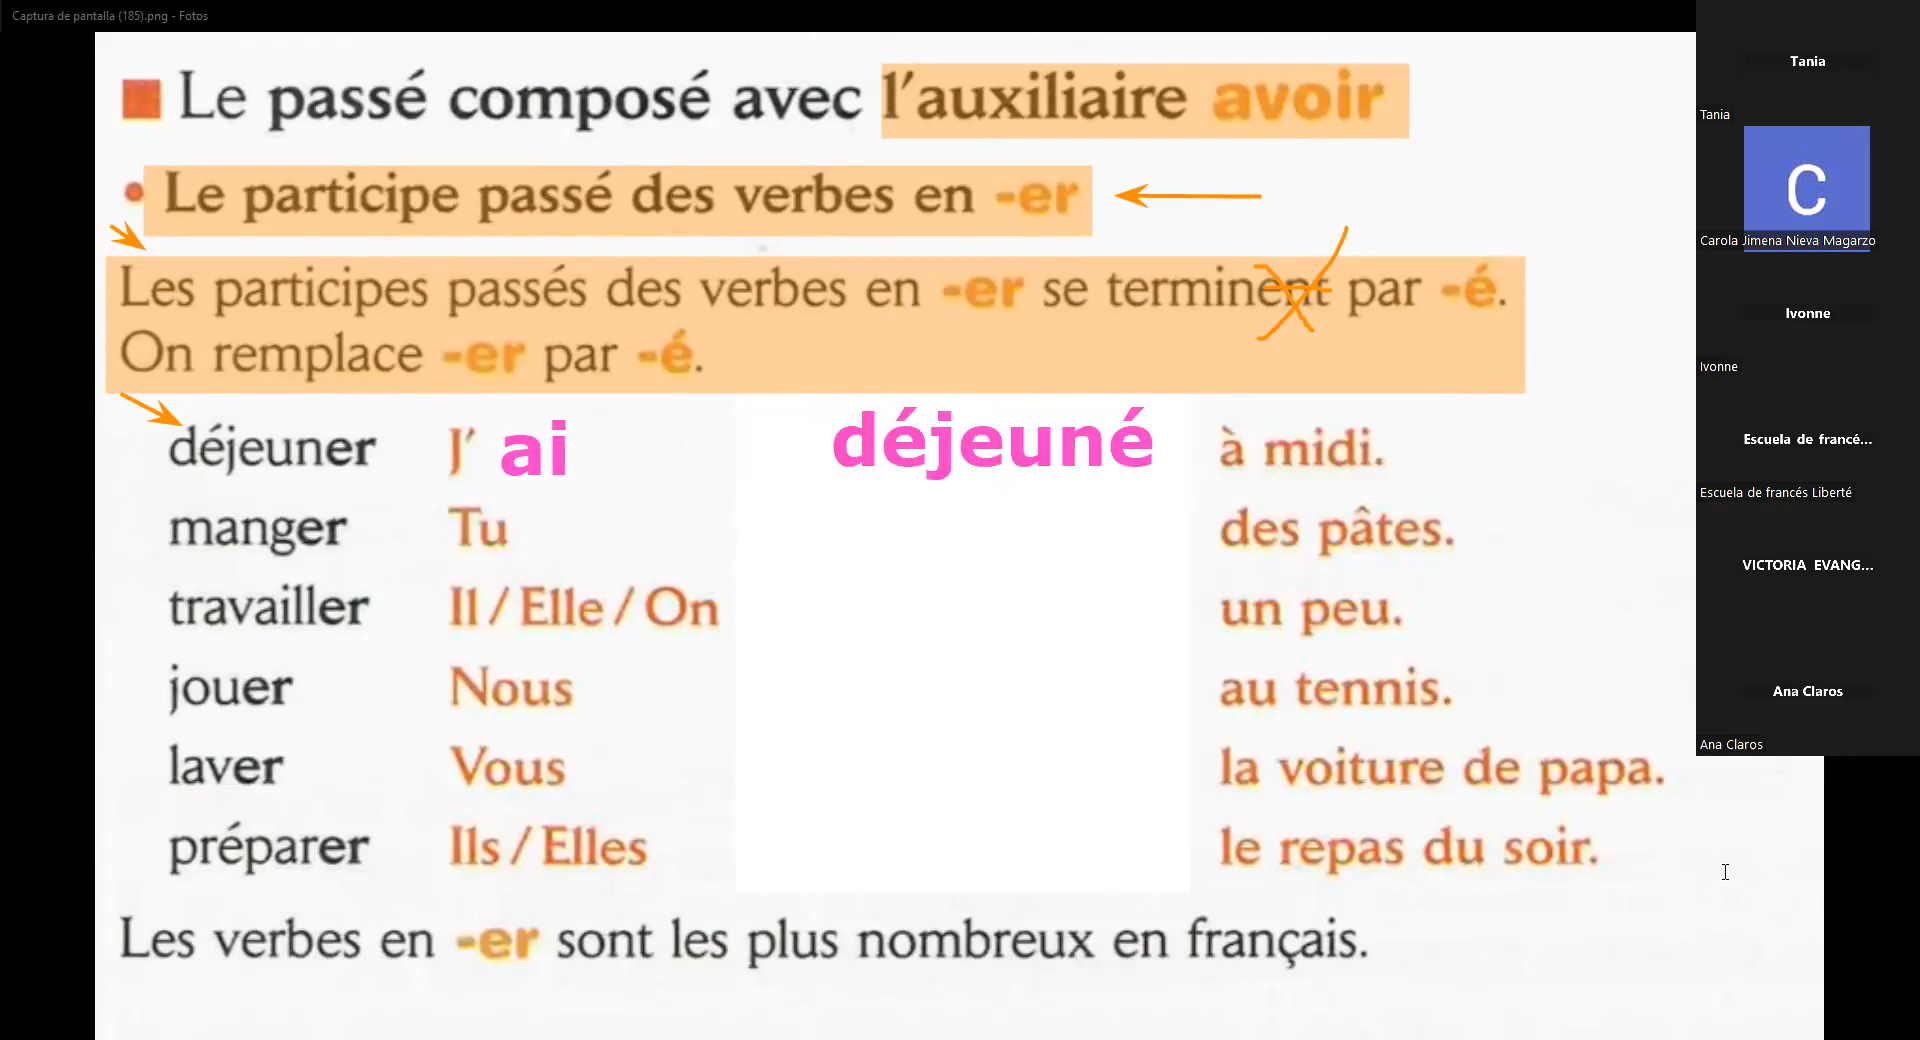 Captura de pantalla (185).png - Fotos
Le passé composé avec l'auxiliaire avoir
Le participe passé des verbes en -er
Les participes passés des verbes en -er se terminent par -é.
On remplace -er par -é.
déjeuner J' ai déjeuné à midi.
manger Tu des pâtes.
travailler Il / Elle / On un peu.
jouer Nous au tennis.
laver Vous la voiture de papa.
préparer Ils / Elles le repas du soir.
Les verbes en -er sont les plus nombreux en français.
Tania
Tania
C
Carola Jimena Nieva Magarzo
Ivonne
Ivonne
Escuela de francé...
Escuela de francés Liberté
VICTORIA EVANG...
Ana Claros
Ana Claros